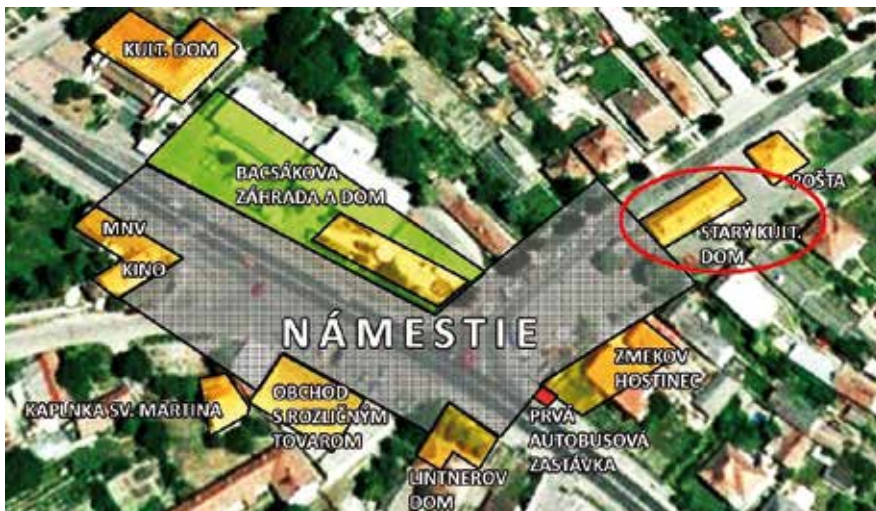 KULT. DOM
BACSÁKOVA
ZÁHRADA A DOM
POŠTA
MNV
STARÝ KULT.
DOM
KINO
NÁMESTIE
ZMEKOV
HOSTINEC
KAPLNKA SV. MARTINA
OBCHOD
S ROZLIČNÝM
TOVAROM
PRVÁ
AUTOBUSOVÁ
ZASTÁVKA
LINTNEROV
DOM